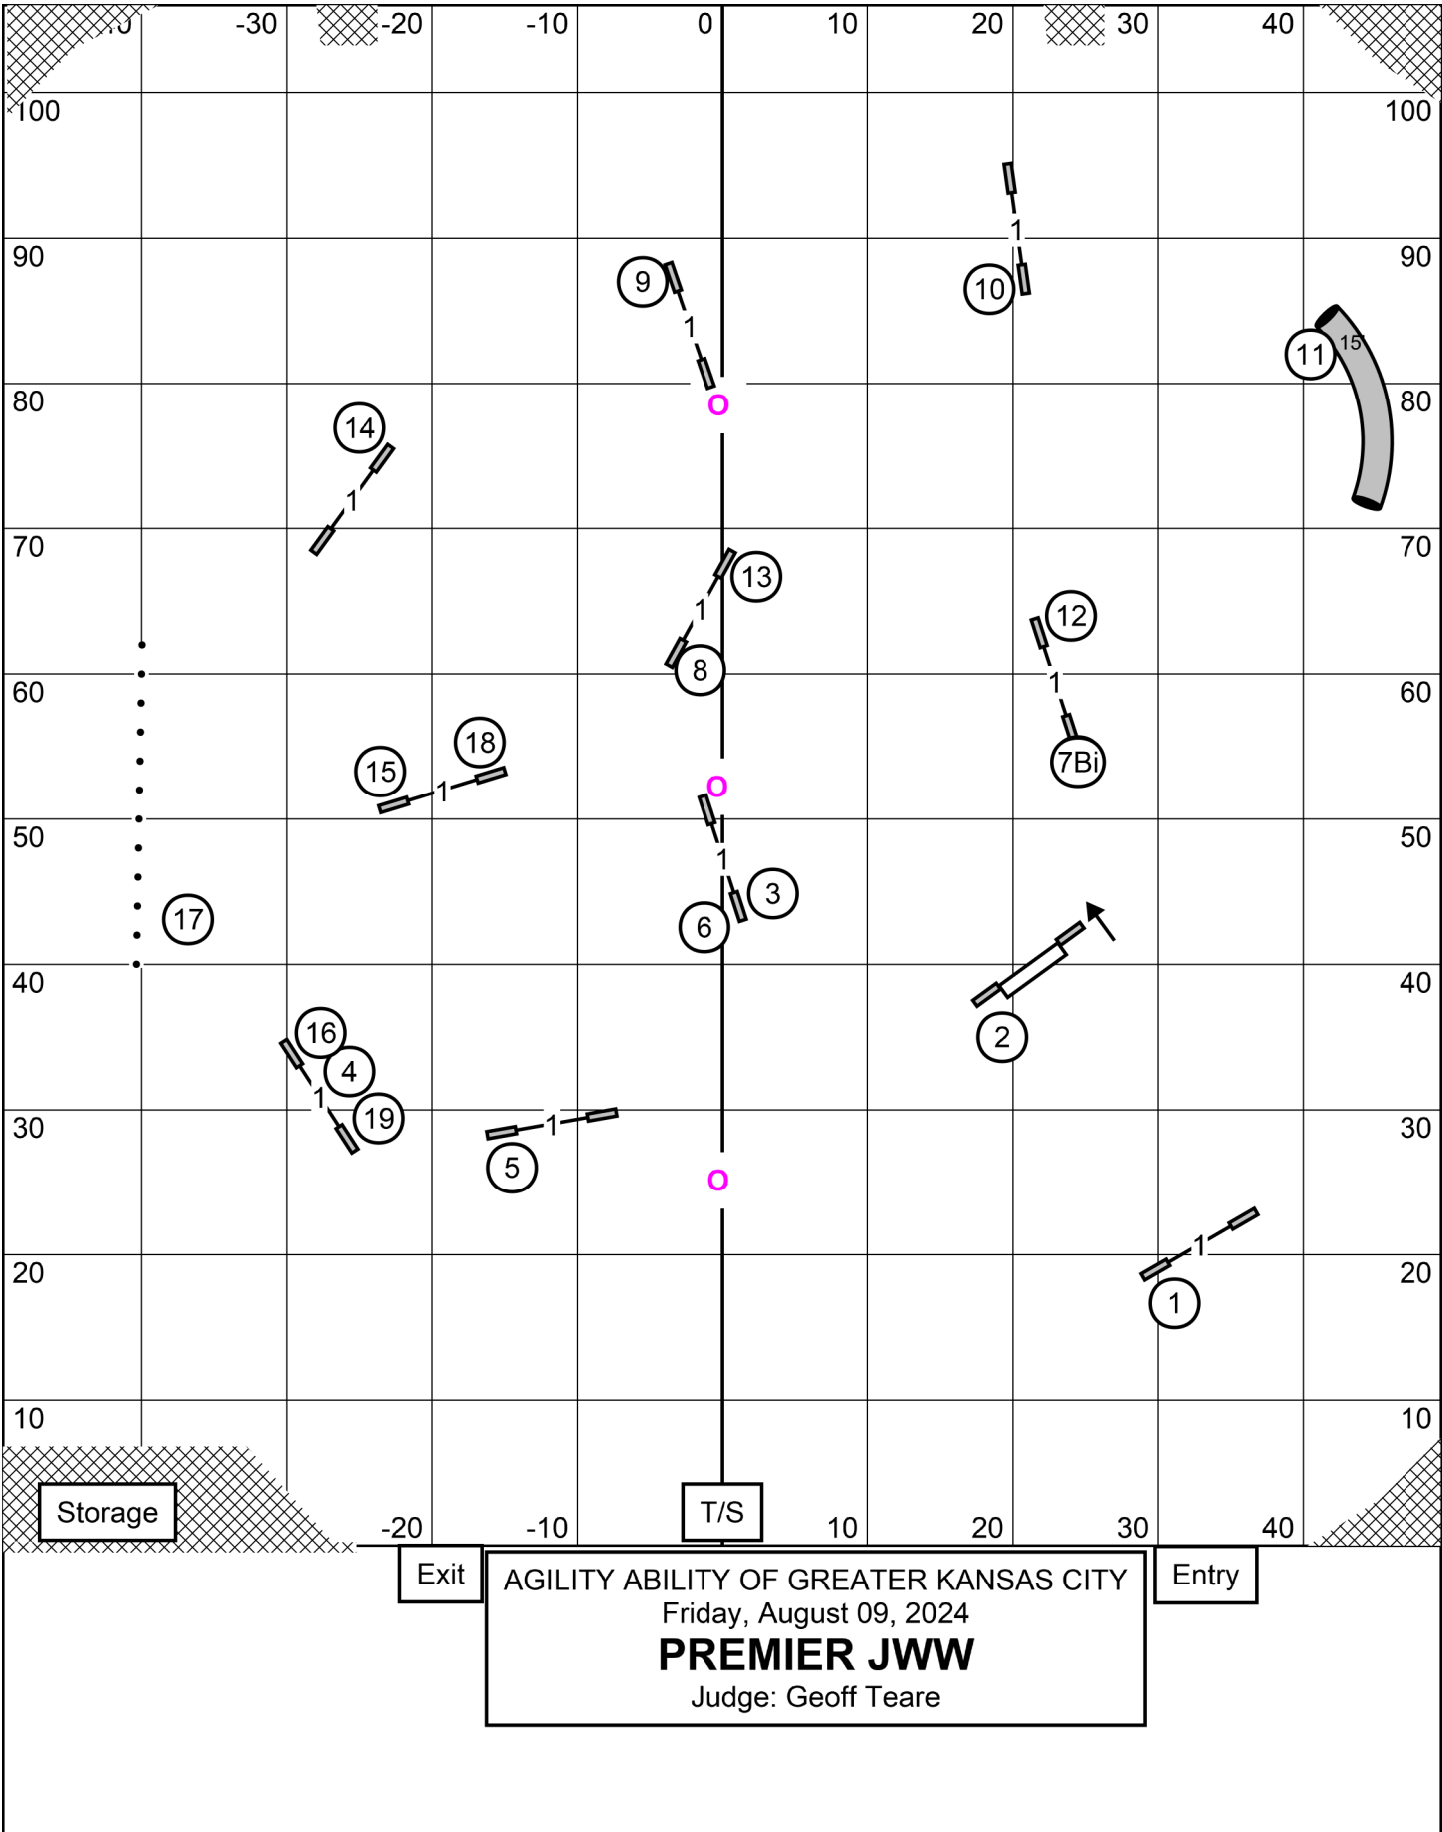 -30 -20 -10 0 10 20 30 40
100 100
90 90
9 1 10 1
11 15'
80 80
14 1
70 70
13 1 12
8 1
60 60
7Bi
18 15 1
50 50
1 3
17 6
40 40
2
16 4 1 19
30 30
5 1
20 20
1 1
10 10
Storage T/S
-20 -10 10 20 30 40
Exit Entry
AGILITY ABILITY OF GREATER KANSAS CITY
Friday, August 09, 2024
PREMIER JWW
Judge: Geoff Teare